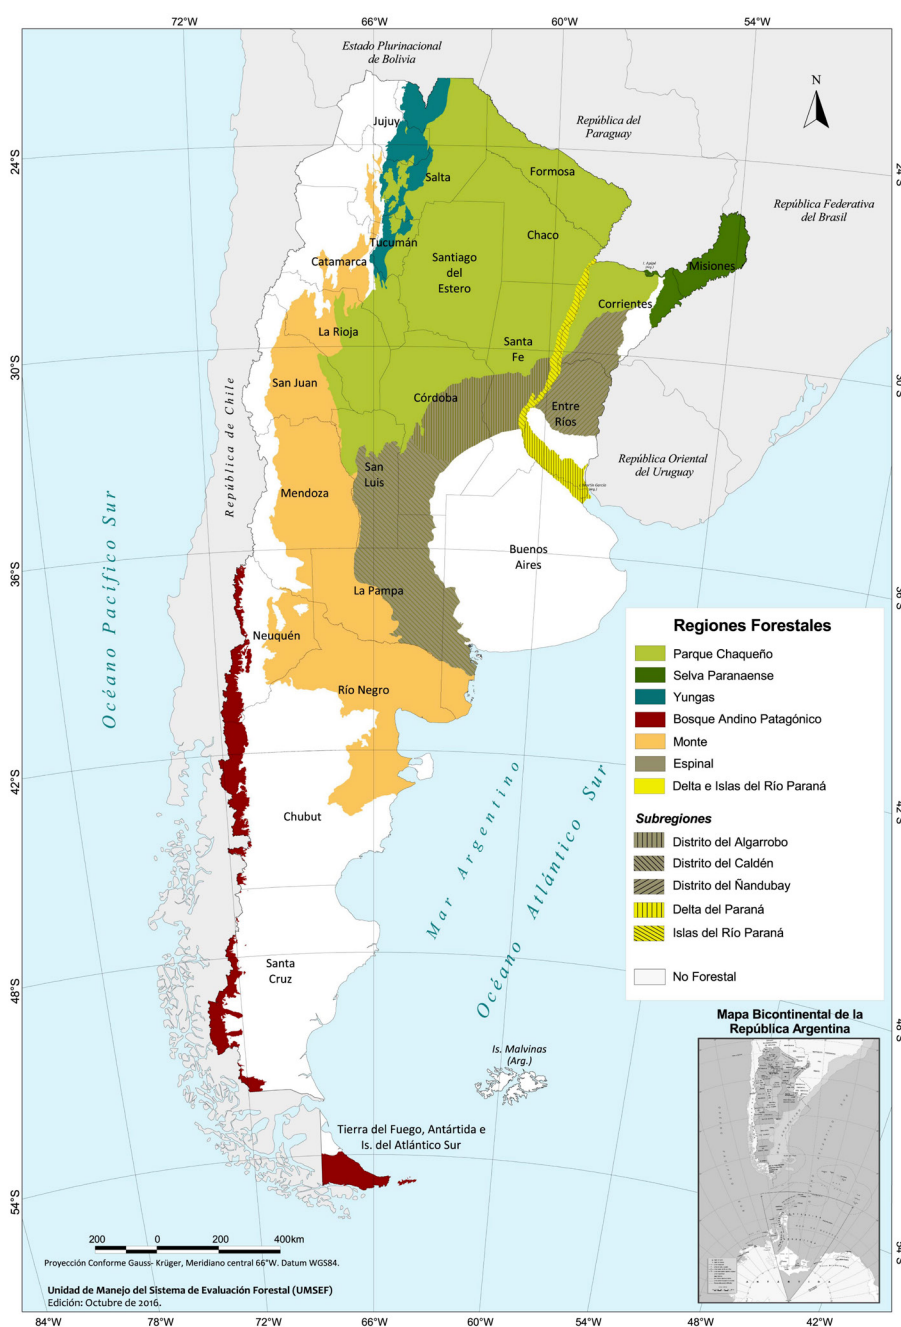 72°W
66°W
60°W
54°W
Estado Plurinacional
de Bolivia
N
República del
Paraguay
Jujuy
24°S
24°S
Formosa
Salta
República Federativa
del Brasil
Chaco
Tucumán
Santiago
del
Estero
Catamarca
Misiones
Corrientes
La Rioja
Santa
Fe
30°S
30°S
San Juan
República de Chile
Córdoba
Entre
Ríos
República Oriental
del Uruguay
San
Luis
Mendoza
Océano Pacífico Sur
Buenos
Aires
36°S
36°S
La Pampa
Neuquén
Río Negro
Regiones Forestales
Parque Chaqueño
Selva Paranaense
Yungas
Bosque Andino Patagónico
Monte
Espinal
Delta e Islas del Río Paraná
Subregiones
Distrito del Algarrobo
Distrito del Caldén
Distrito del Ñandubay
Delta del Paraná
Islas del Río Paraná
No Forestal
42°S
42°S
Chubut
Mar Argentino
Océano Atlántico Sur
Santa
Cruz
48°S
48°S
Mapa Bicontinental de la
República Argentina
Is. Malvinas
(Arg.)
Tierra del Fuego, Antártida e
Is. del Atlántico Sur
54°S
54°S
200 0 200 400km
Proyección Conforme Gauss- Krüger, Meridiano central 66°W. Datum WGS84.
Unidad de Manejo del Sistema de Evaluación Forestal (UMSEF)
Edición: Octubre de 2016.
84°W
78°W
72°W
66°W
60°W
54°W
48°W
42°W